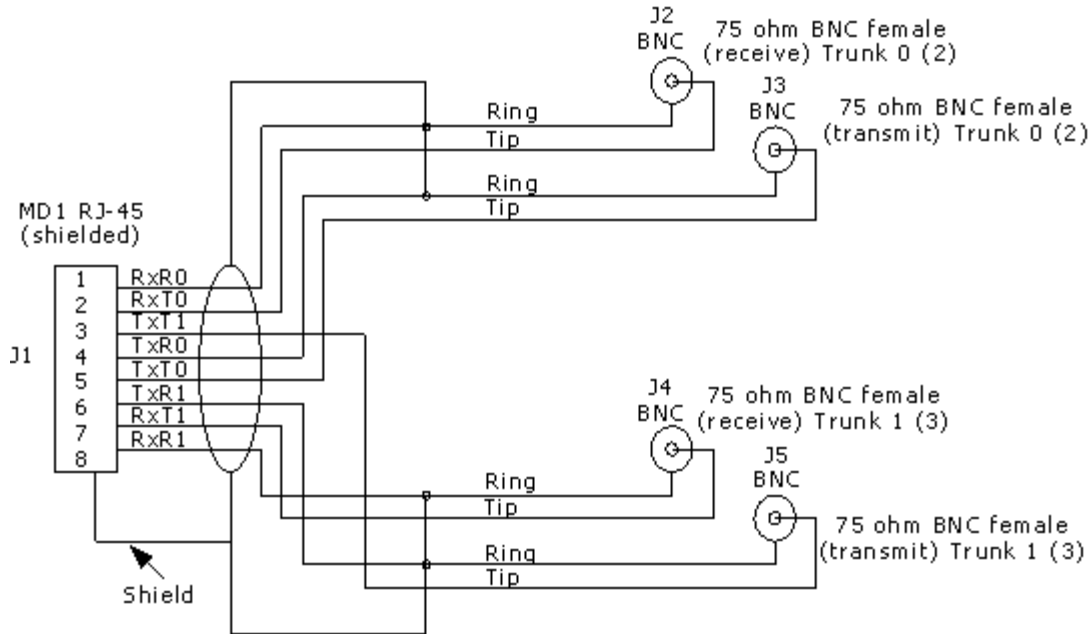 J2
BNC
75 ohm BNC female
(receive) Trunk 0 (2)
J3
BNC
75 ohm BNC female
(transmit) Trunk 0 (2)
Ring
Tip
Ring
Tip
MD1 RJ-45
(shielded)
J1
1 RxR0
2 RxT0
3 TxT1
4 TxR0
5 TxT0
6 TxR1
7 RxT1
8 RxR1
J4
BNC
75 ohm BNC female
(receive) Trunk 1 (3)
J5
BNC
75 ohm BNC female
(transmit) Trunk 1 (3)
Ring
Tip
Ring
Tip
Shield